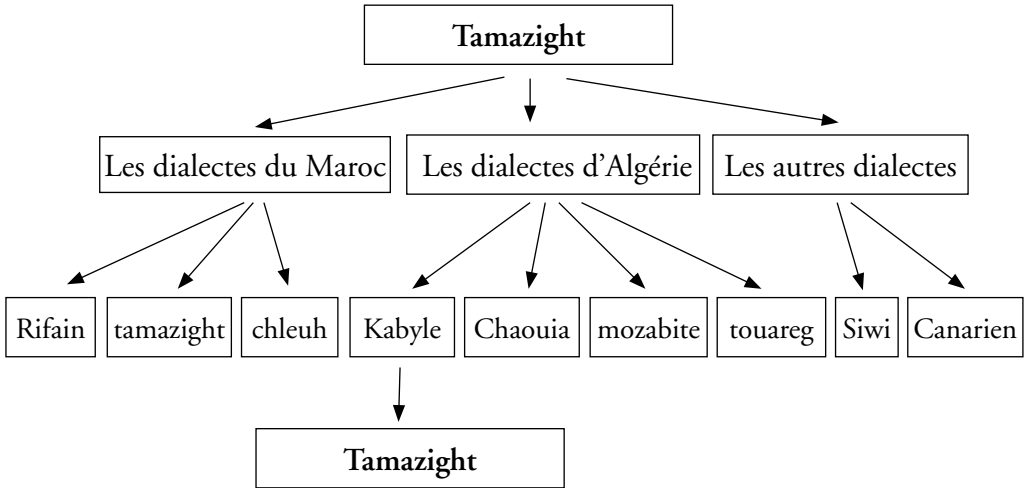 Tamazight
Les dialectes du Maroc
Les dialectes d’Algérie
Les autres dialectes
Rifain
tamazight
chleuh
Kabyle
Chaouia
mozabite
touareg
Siwi
Canarien
Tamazight